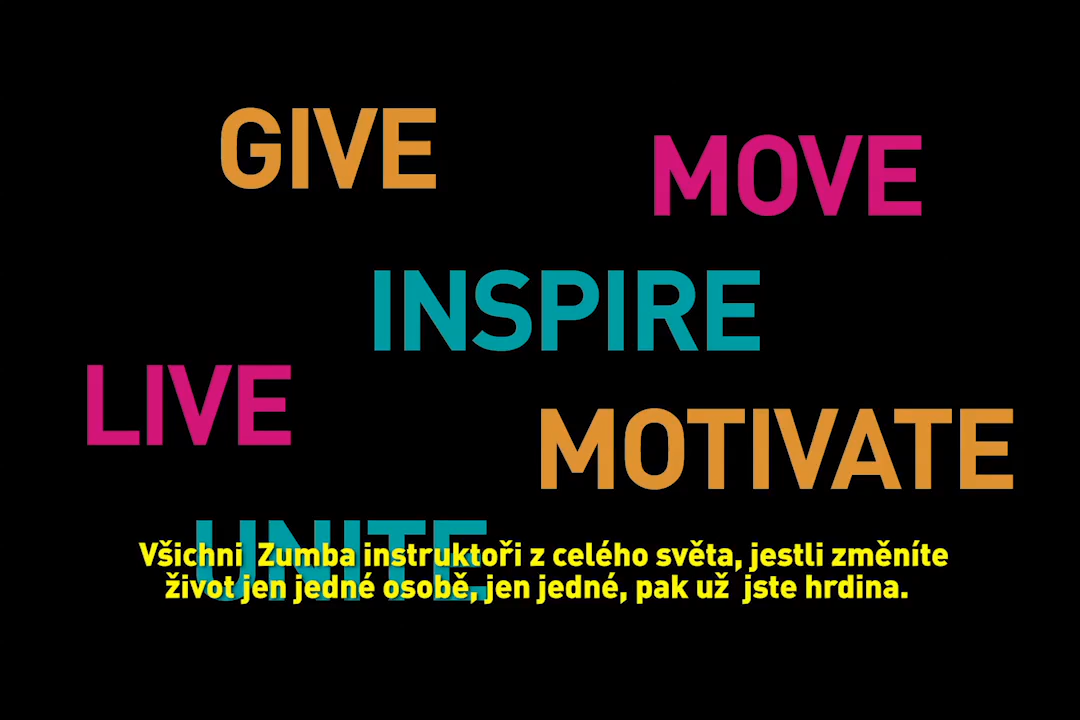 GIVE
MOVE
INSPIRE
LIVE
MOTIVATE
UNITE
Všichni Zumba instruktoři z celého světa, jestli změníte
život jen jedné osobě, jen jedné, pak už jste hrdina.